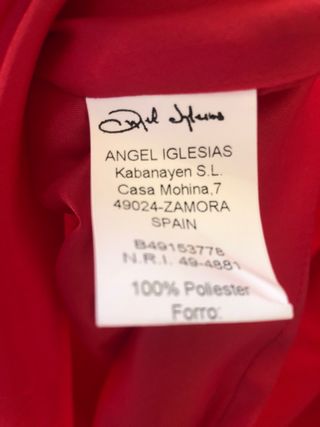 Angel Iglesias
ANGEL IGLESIAS
Kabanayen S.L.
Casa Mohina,7
49024-ZAMORA
SPAIN
B49153778
N.R.I. 49-4881
100% Poliester
Forro: